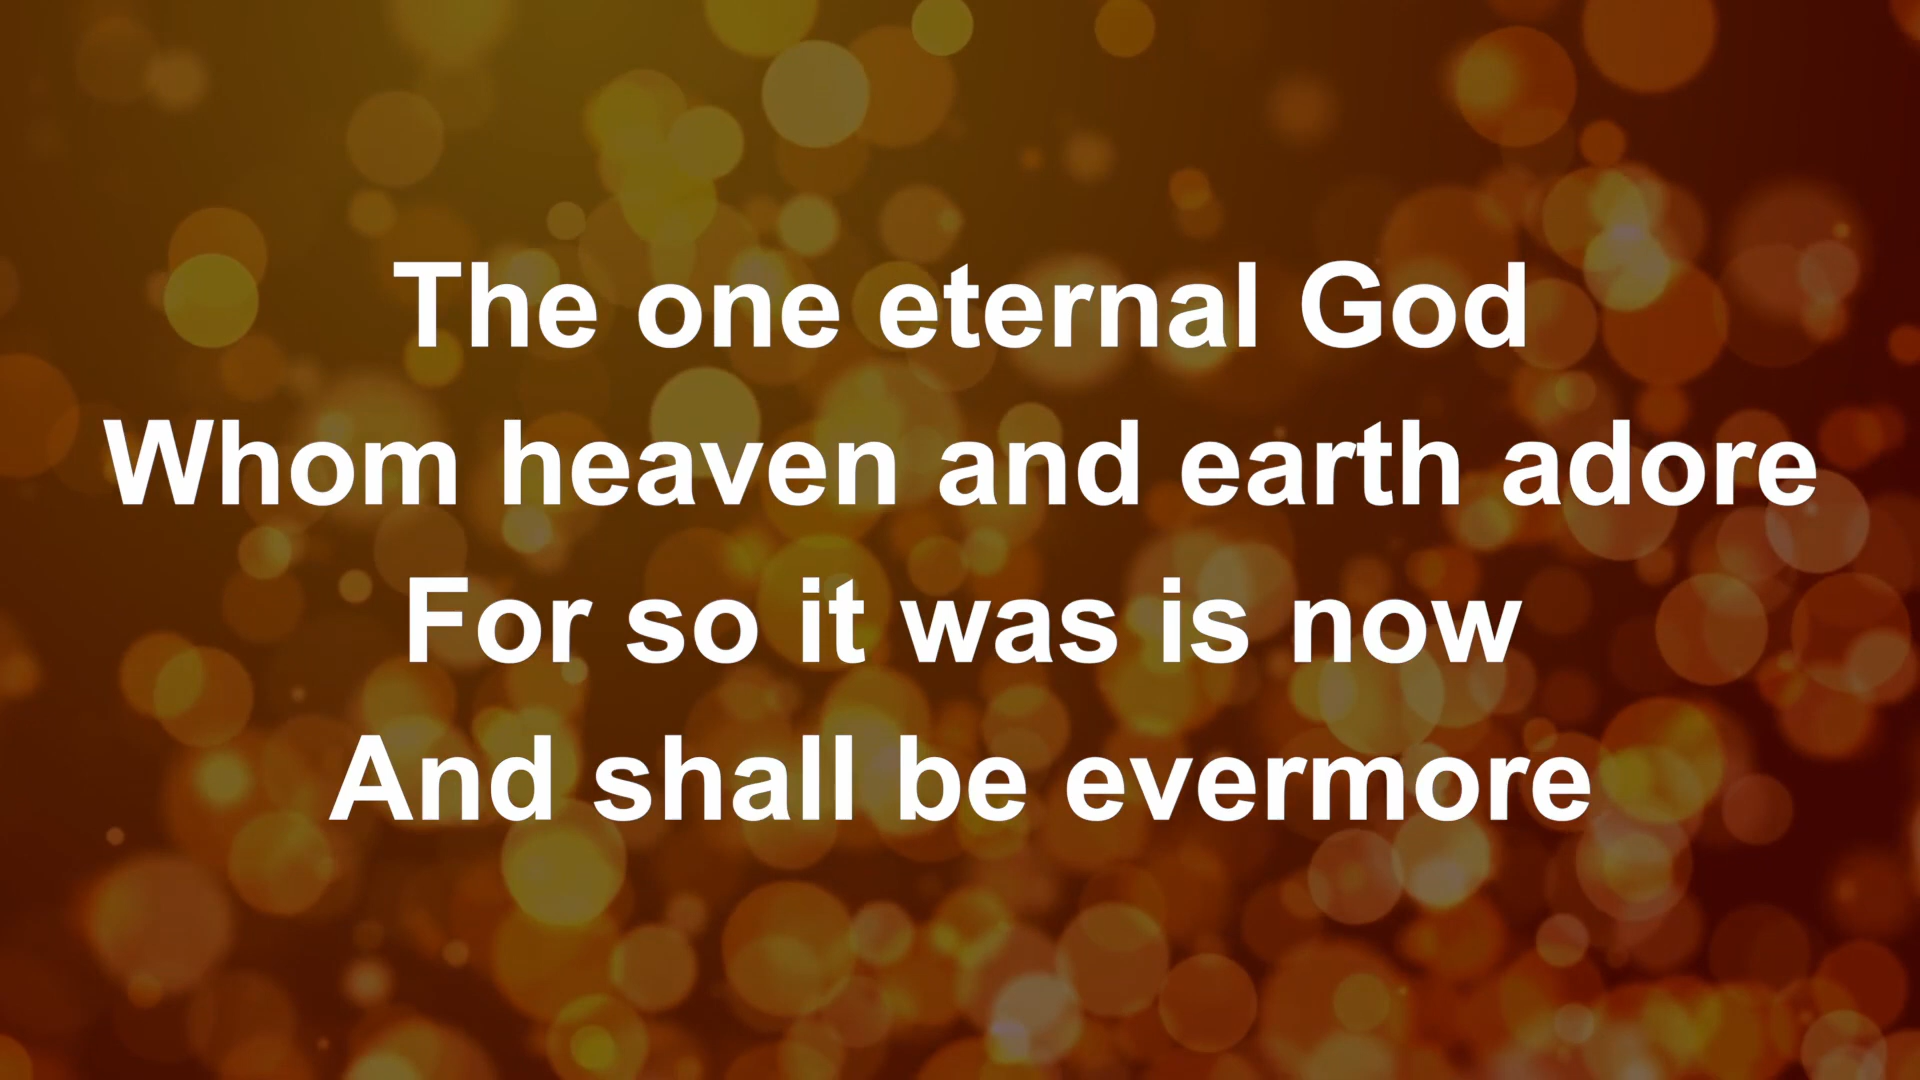 The one eternal God
Whom heaven and earth adore
For so it was is now
And shall be evermore